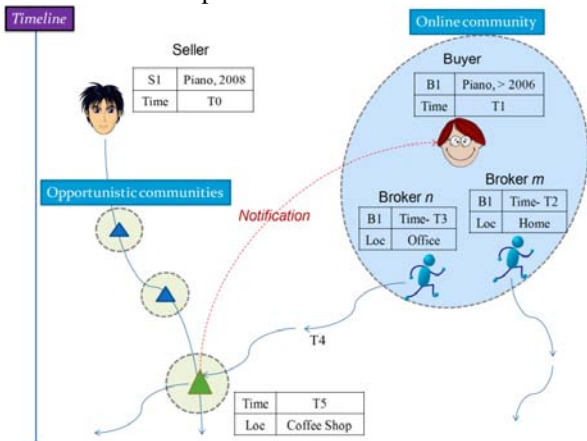 Timeline
Online community
Seller
S1 Piano, 2008
Time T0
Buyer
B1 Piano, > 2006
Time T1
Opportunistic communities
Notification
Broker m
B1 Time- T2
Loc Home
Broker n
B1 Time- T3
Loc Office
T4
Time T5
Loc Coffee Shop